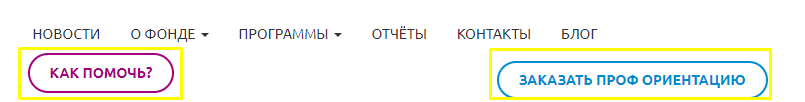 НОВОСТИ О ФОНДЕ ПРОГРАММЫ ОТЧЁТЫ КОНТАКТЫ БЛОГ
КАК ПОМОЧЬ? ЗАКАЗАТЬ ПРОФ ОРИЕНТАЦИЮ